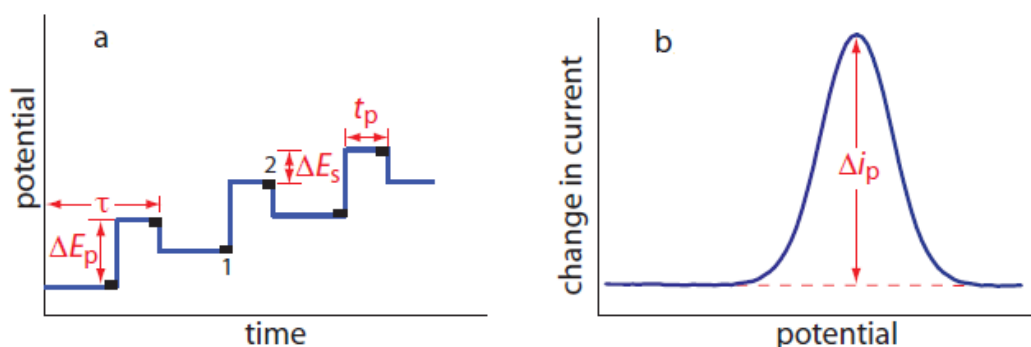 a
potential
τ
ΔEp
1
2
ΔEs
tp
time
b
change in current
Δip
potential